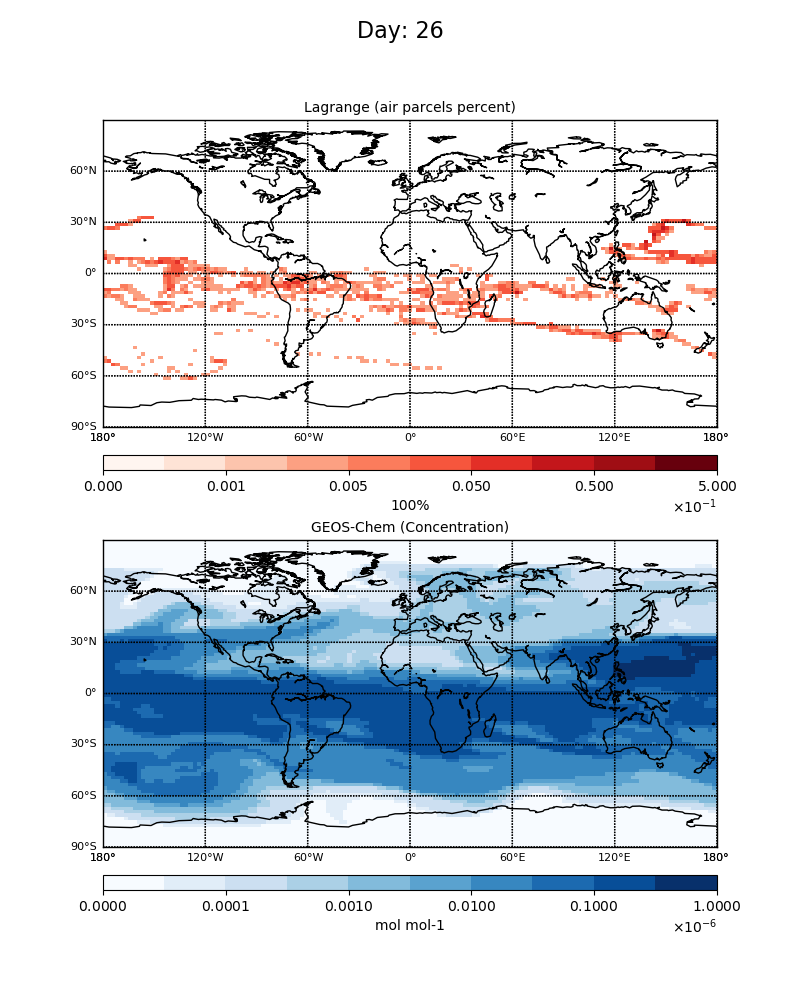 Day: 26
Lagrange (air parcels percent)
60°N
30°N
0°
30°S
60°S
90°S
180° 120°W 60°W 0° 60°E 120°E 180°
0.000 0.001 0.005 0.050 0.500 5.000
100% ×10⁻¹
GEOS-Chem (Concentration)
60°N
30°N
0°
30°S
60°S
90°S
180° 120°W 60°W 0° 60°E 120°E 180°
0.0000 0.0001 0.0010 0.0100 0.1000 1.0000
mol mol-1 ×10⁻⁶